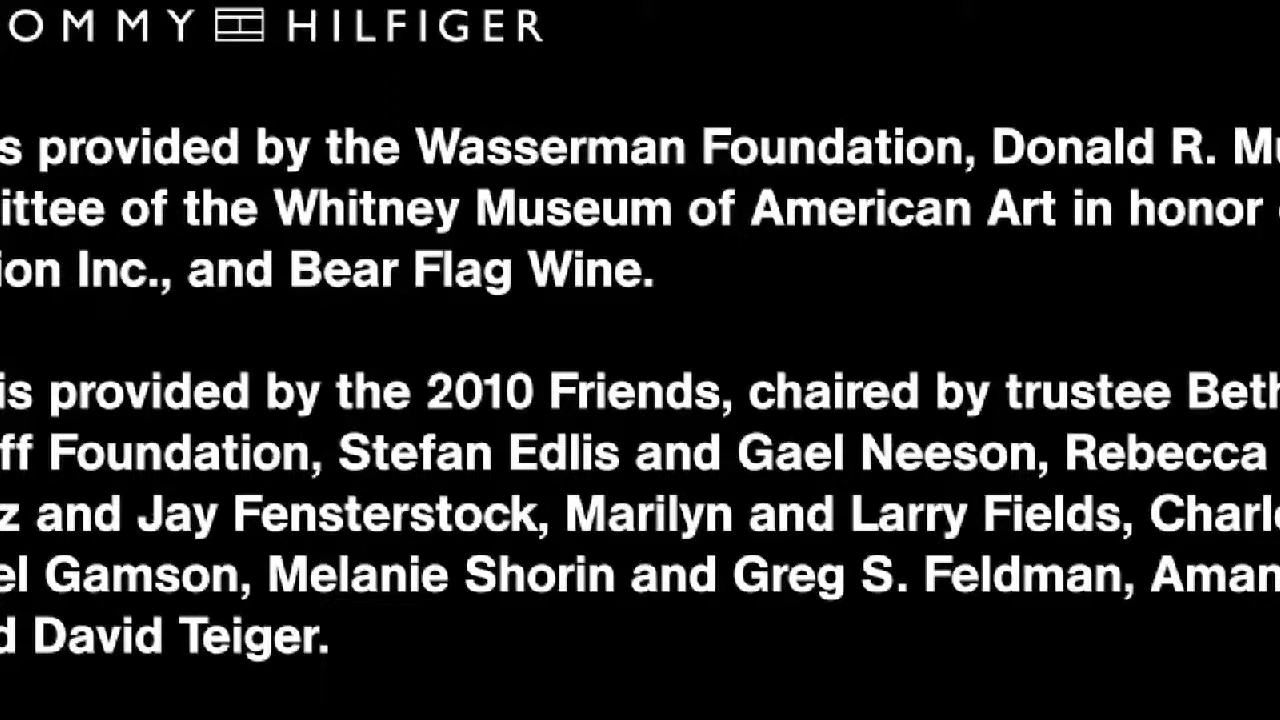 OMMY HILFIGER
s provided by the Wasserman Foundation, Donald R. Mu
ittee of the Whitney Museum of American Art in honor
ion Inc., and Bear Flag Wine.
is provided by the 2010 Friends, chaired by trustee Beth
ff Foundation, Stefan Edlis and Gael Neeson, Rebecca
z and Jay Fensterstock, Marilyn and Larry Fields, Charle
el Gamson, Melanie Shorin and Greg S. Feldman, Aman
d David Teiger.